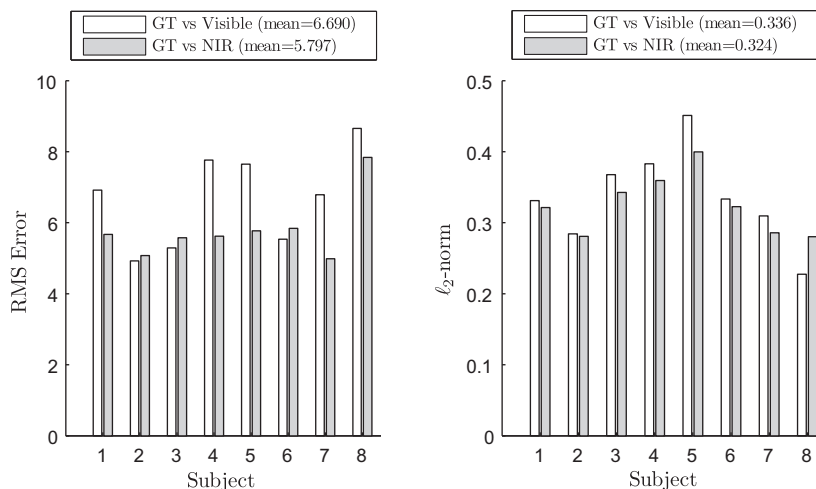 GT vs Visible (mean=6.690)
GT vs NIR (mean=5.797)
10
8
6
4
2
0
RMS Error
1 2 3 4 5 6 7 8
Subject
GT vs Visible (mean=0.336)
GT vs NIR (mean=0.324)
0.5
0.4
0.3
0.2
0.1
0
ℓ₂-norm
1 2 3 4 5 6 7 8
Subject